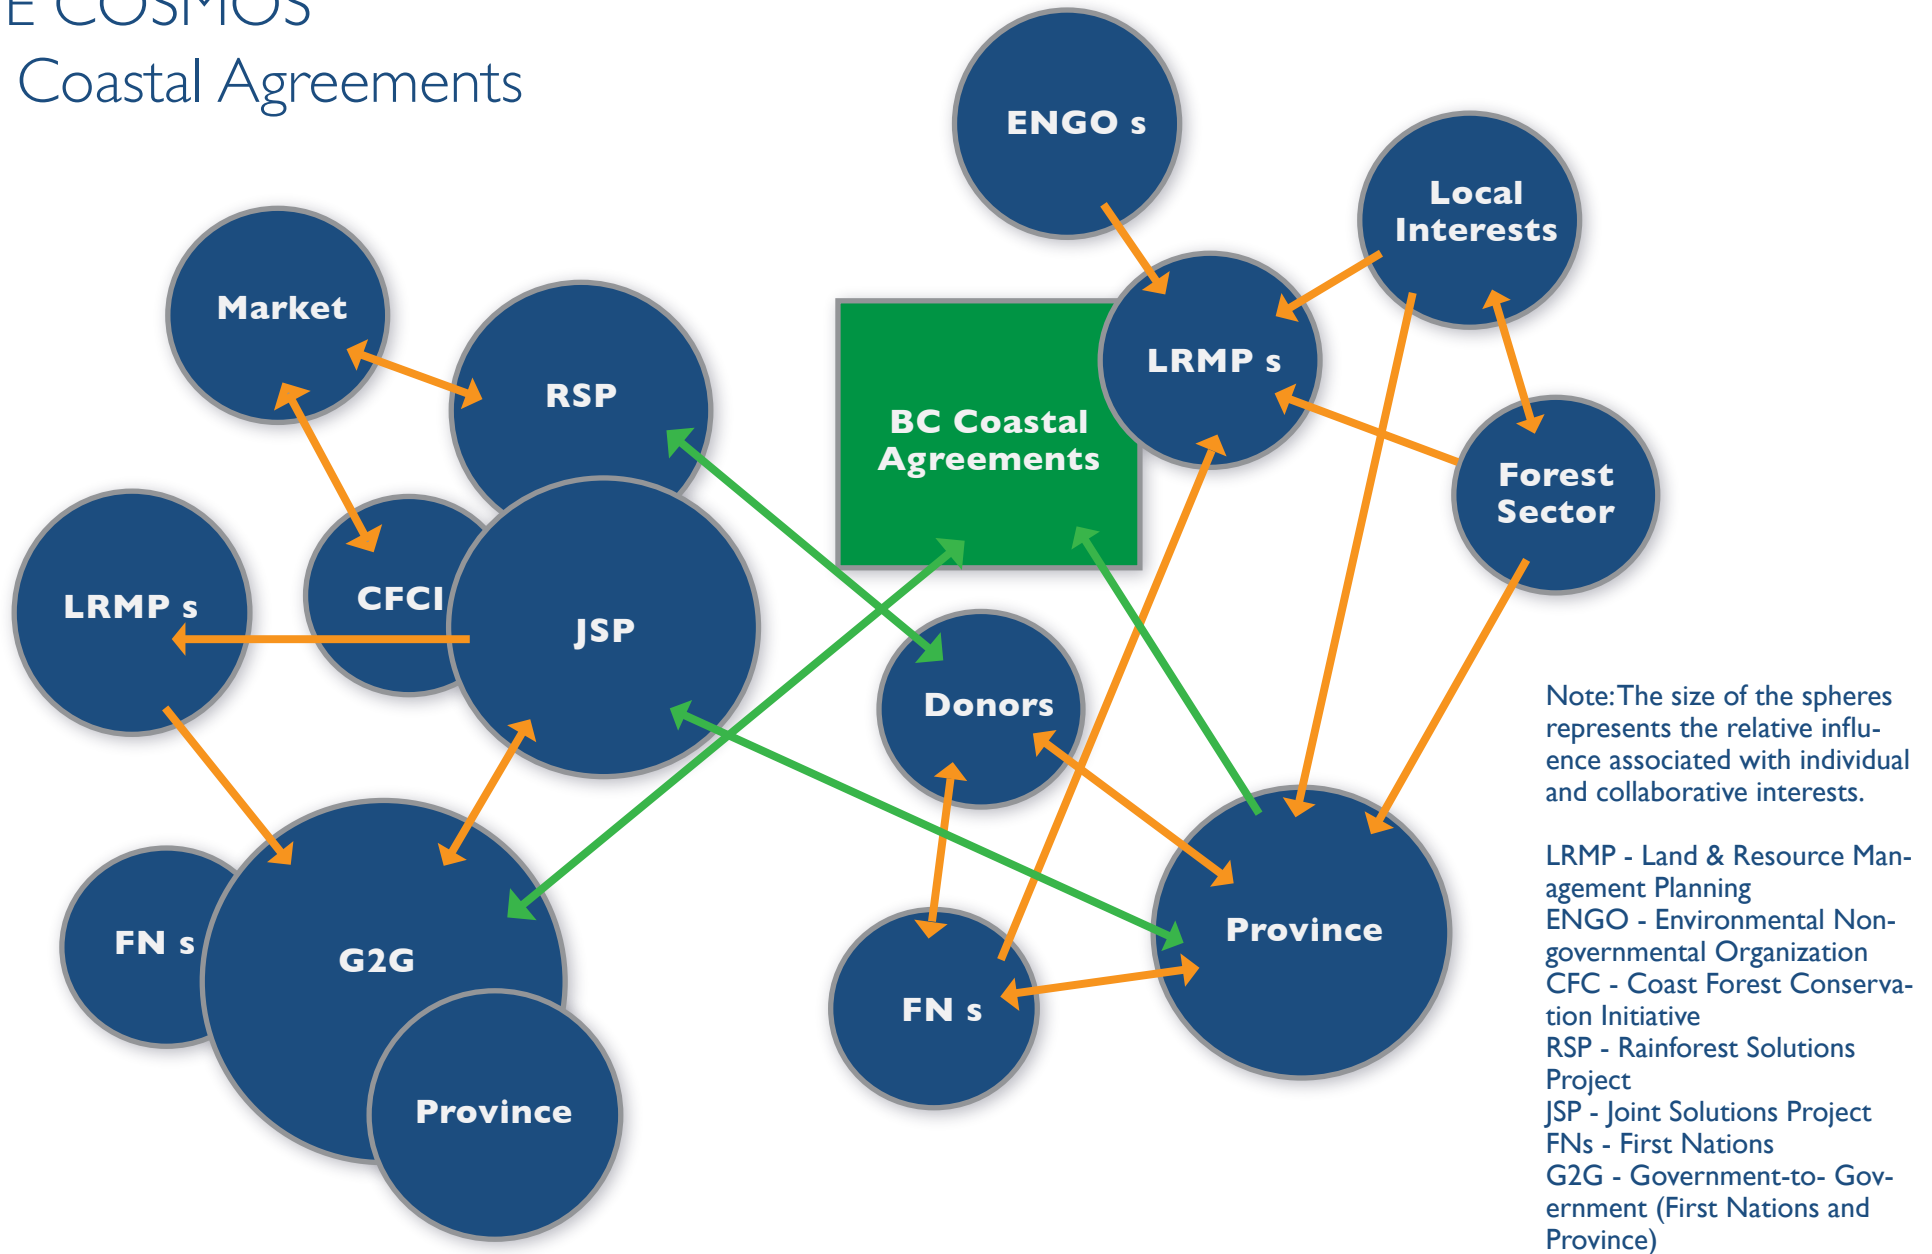 E COSMOS
Coastal Agreements
ENGO s
Local
Interests
Market
RSP
LRMP s
BC Coastal
Agreements
Forest
Sector
LRMP s
CFCI
JSP
Donors
FN s
G2G
Province
FN s
Province
Note: The size of the spheres
represents the relative influ-
ence associated with individual
and collaborative interests.
LRMP - Land & Resource Man-
agement Planning
ENGO - Environmental Non-
governmental Organization
CFC - Coast Forest Conserva-
tion Initiative
RSP - Rainforest Solutions
Project
JSP - Joint Solutions Project
FNs - First Nations
G2G - Government-to- Gov-
ernment (First Nations and
Province)